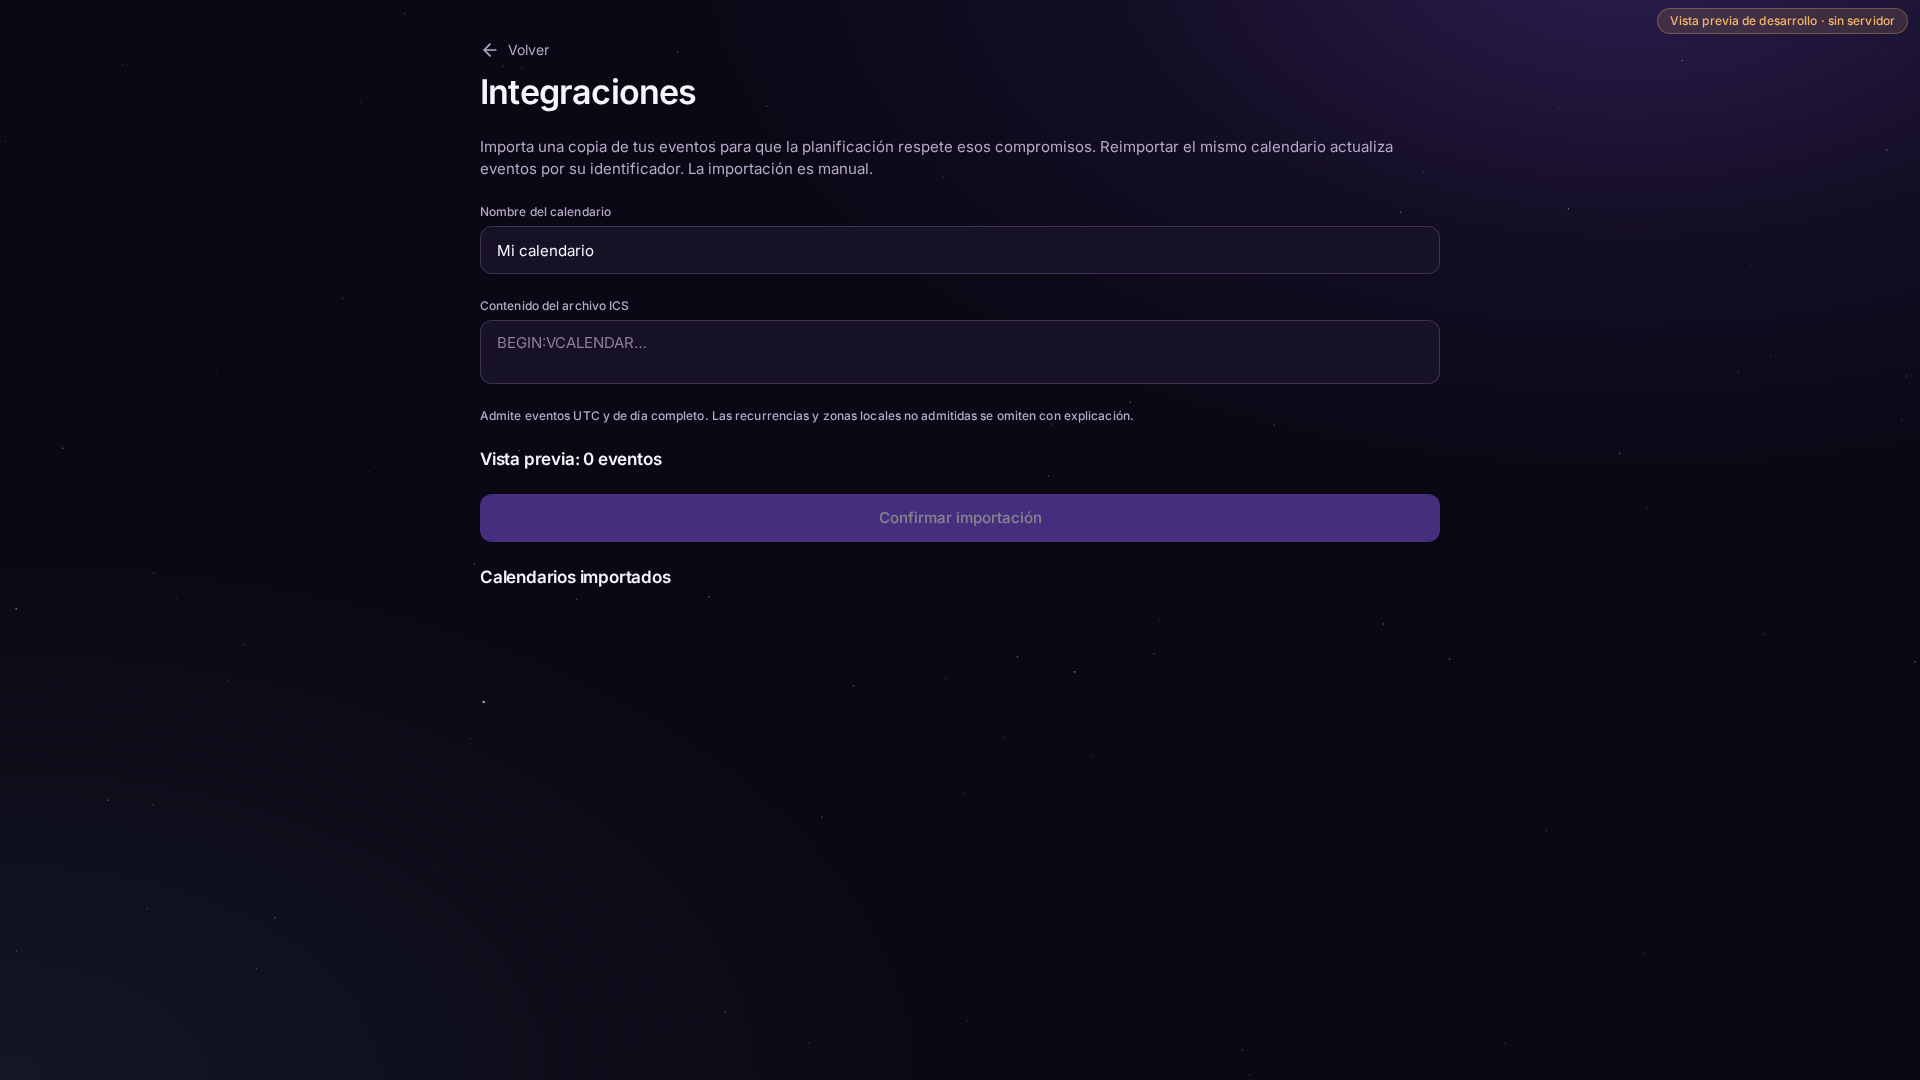 Vista previa de desarrollo · sin servidor
Volver
Integraciones
Importa una copia de tus eventos para que la planificación respete esos compromisos. Reimportar el mismo calendario actualiza
eventos por su identificador. La importación es manual.
Nombre del calendario
Mi calendario
Contenido del archivo ICS
BEGIN:VCALENDAR...
Admite eventos UTC y de día completo. Las recurrencias y zonas locales no admitidas se omiten con explicación.
Vista previa: 0 eventos
Confirmar importación
Calendarios importados